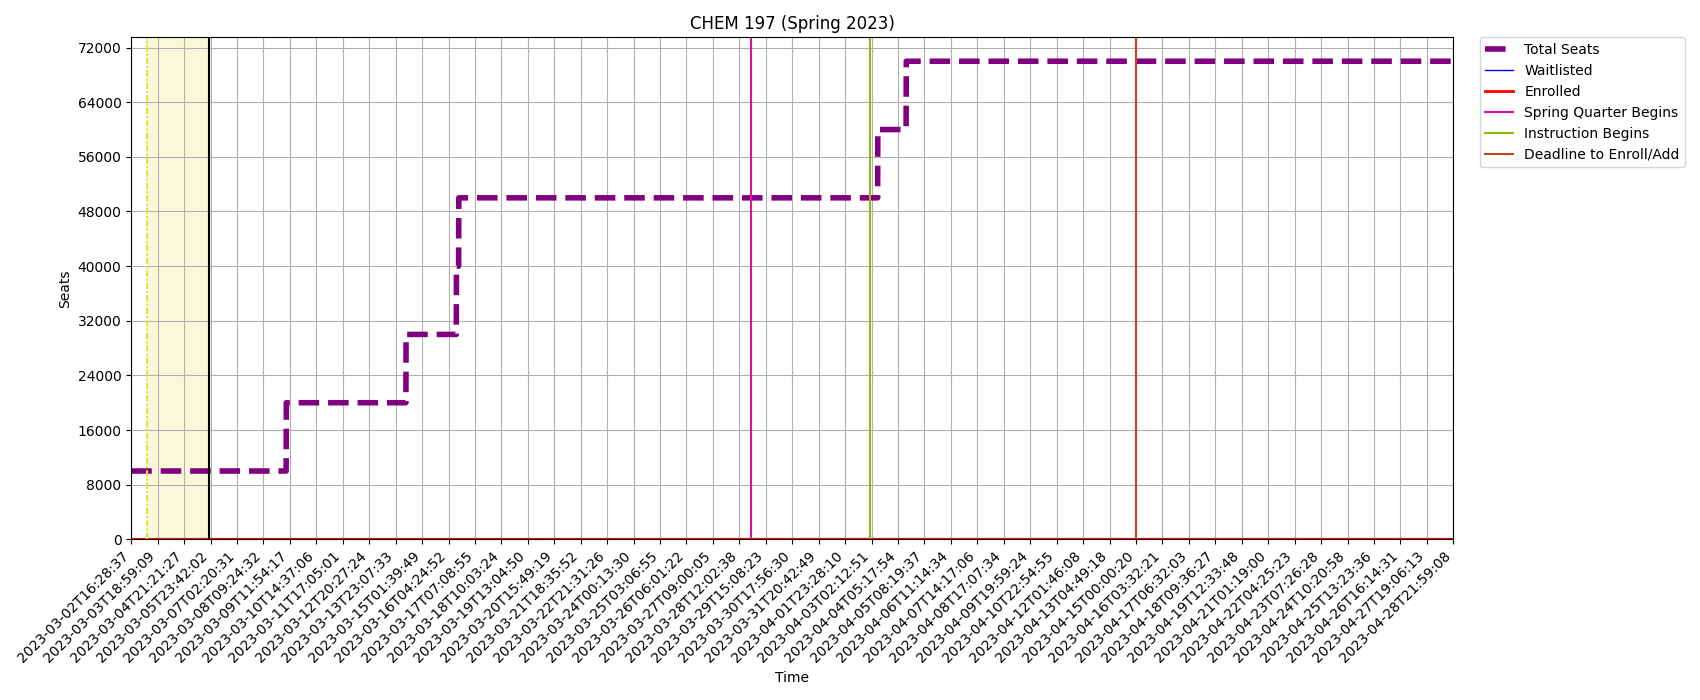 CHEM 197 (Spring 2023)
72000
64000
56000
48000
40000
32000
24000
16000
8000
0
Seats
2023-03-02T16:28:37
2023-03-03T18:59:09
2023-03-04T21:21:27
2023-03-05T23:42:02
2023-03-07T02:20:31
2023-03-08T09:24:32
2023-03-09T11:54:17
2023-03-10T14:37:06
2023-03-11T17:05:01
2023-03-12T20:27:24
2023-03-13T23:07:33
2023-03-15T01:39:49
2023-03-16T04:24:52
2023-03-17T07:08:55
2023-03-18T10:03:24
2023-03-19T13:04:50
2023-03-20T15:49:19
2023-03-21T18:35:52
2023-03-22T21:31:26
2023-03-24T00:13:30
2023-03-25T03:06:55
2023-03-26T06:01:22
2023-03-27T09:00:05
2023-03-28T12:02:38
2023-03-29T15:08:23
2023-03-30T17:56:30
2023-03-31T20:42:49
2023-04-01T23:28:10
2023-04-03T02:12:51
2023-04-04T05:17:54
2023-04-05T08:19:37
2023-04-06T11:14:34
2023-04-07T14:17:06
2023-04-08T17:07:34
2023-04-09T19:59:24
2023-04-10T22:54:55
2023-04-12T01:46:08
2023-04-13T04:49:18
2023-04-15T00:00:20
2023-04-16T03:32:21
2023-04-17T06:32:03
2023-04-18T09:36:27
2023-04-19T12:33:48
2023-04-21T01:19:00
2023-04-22T04:25:23
2023-04-23T07:26:28
2023-04-24T10:20:58
2023-04-25T13:23:36
2023-04-26T16:14:31
2023-04-27T19:06:13
2023-04-28T21:59:08
Time
Total Seats
Waitlisted
Enrolled
Spring Quarter Begins
Instruction Begins
Deadline to Enroll/Add